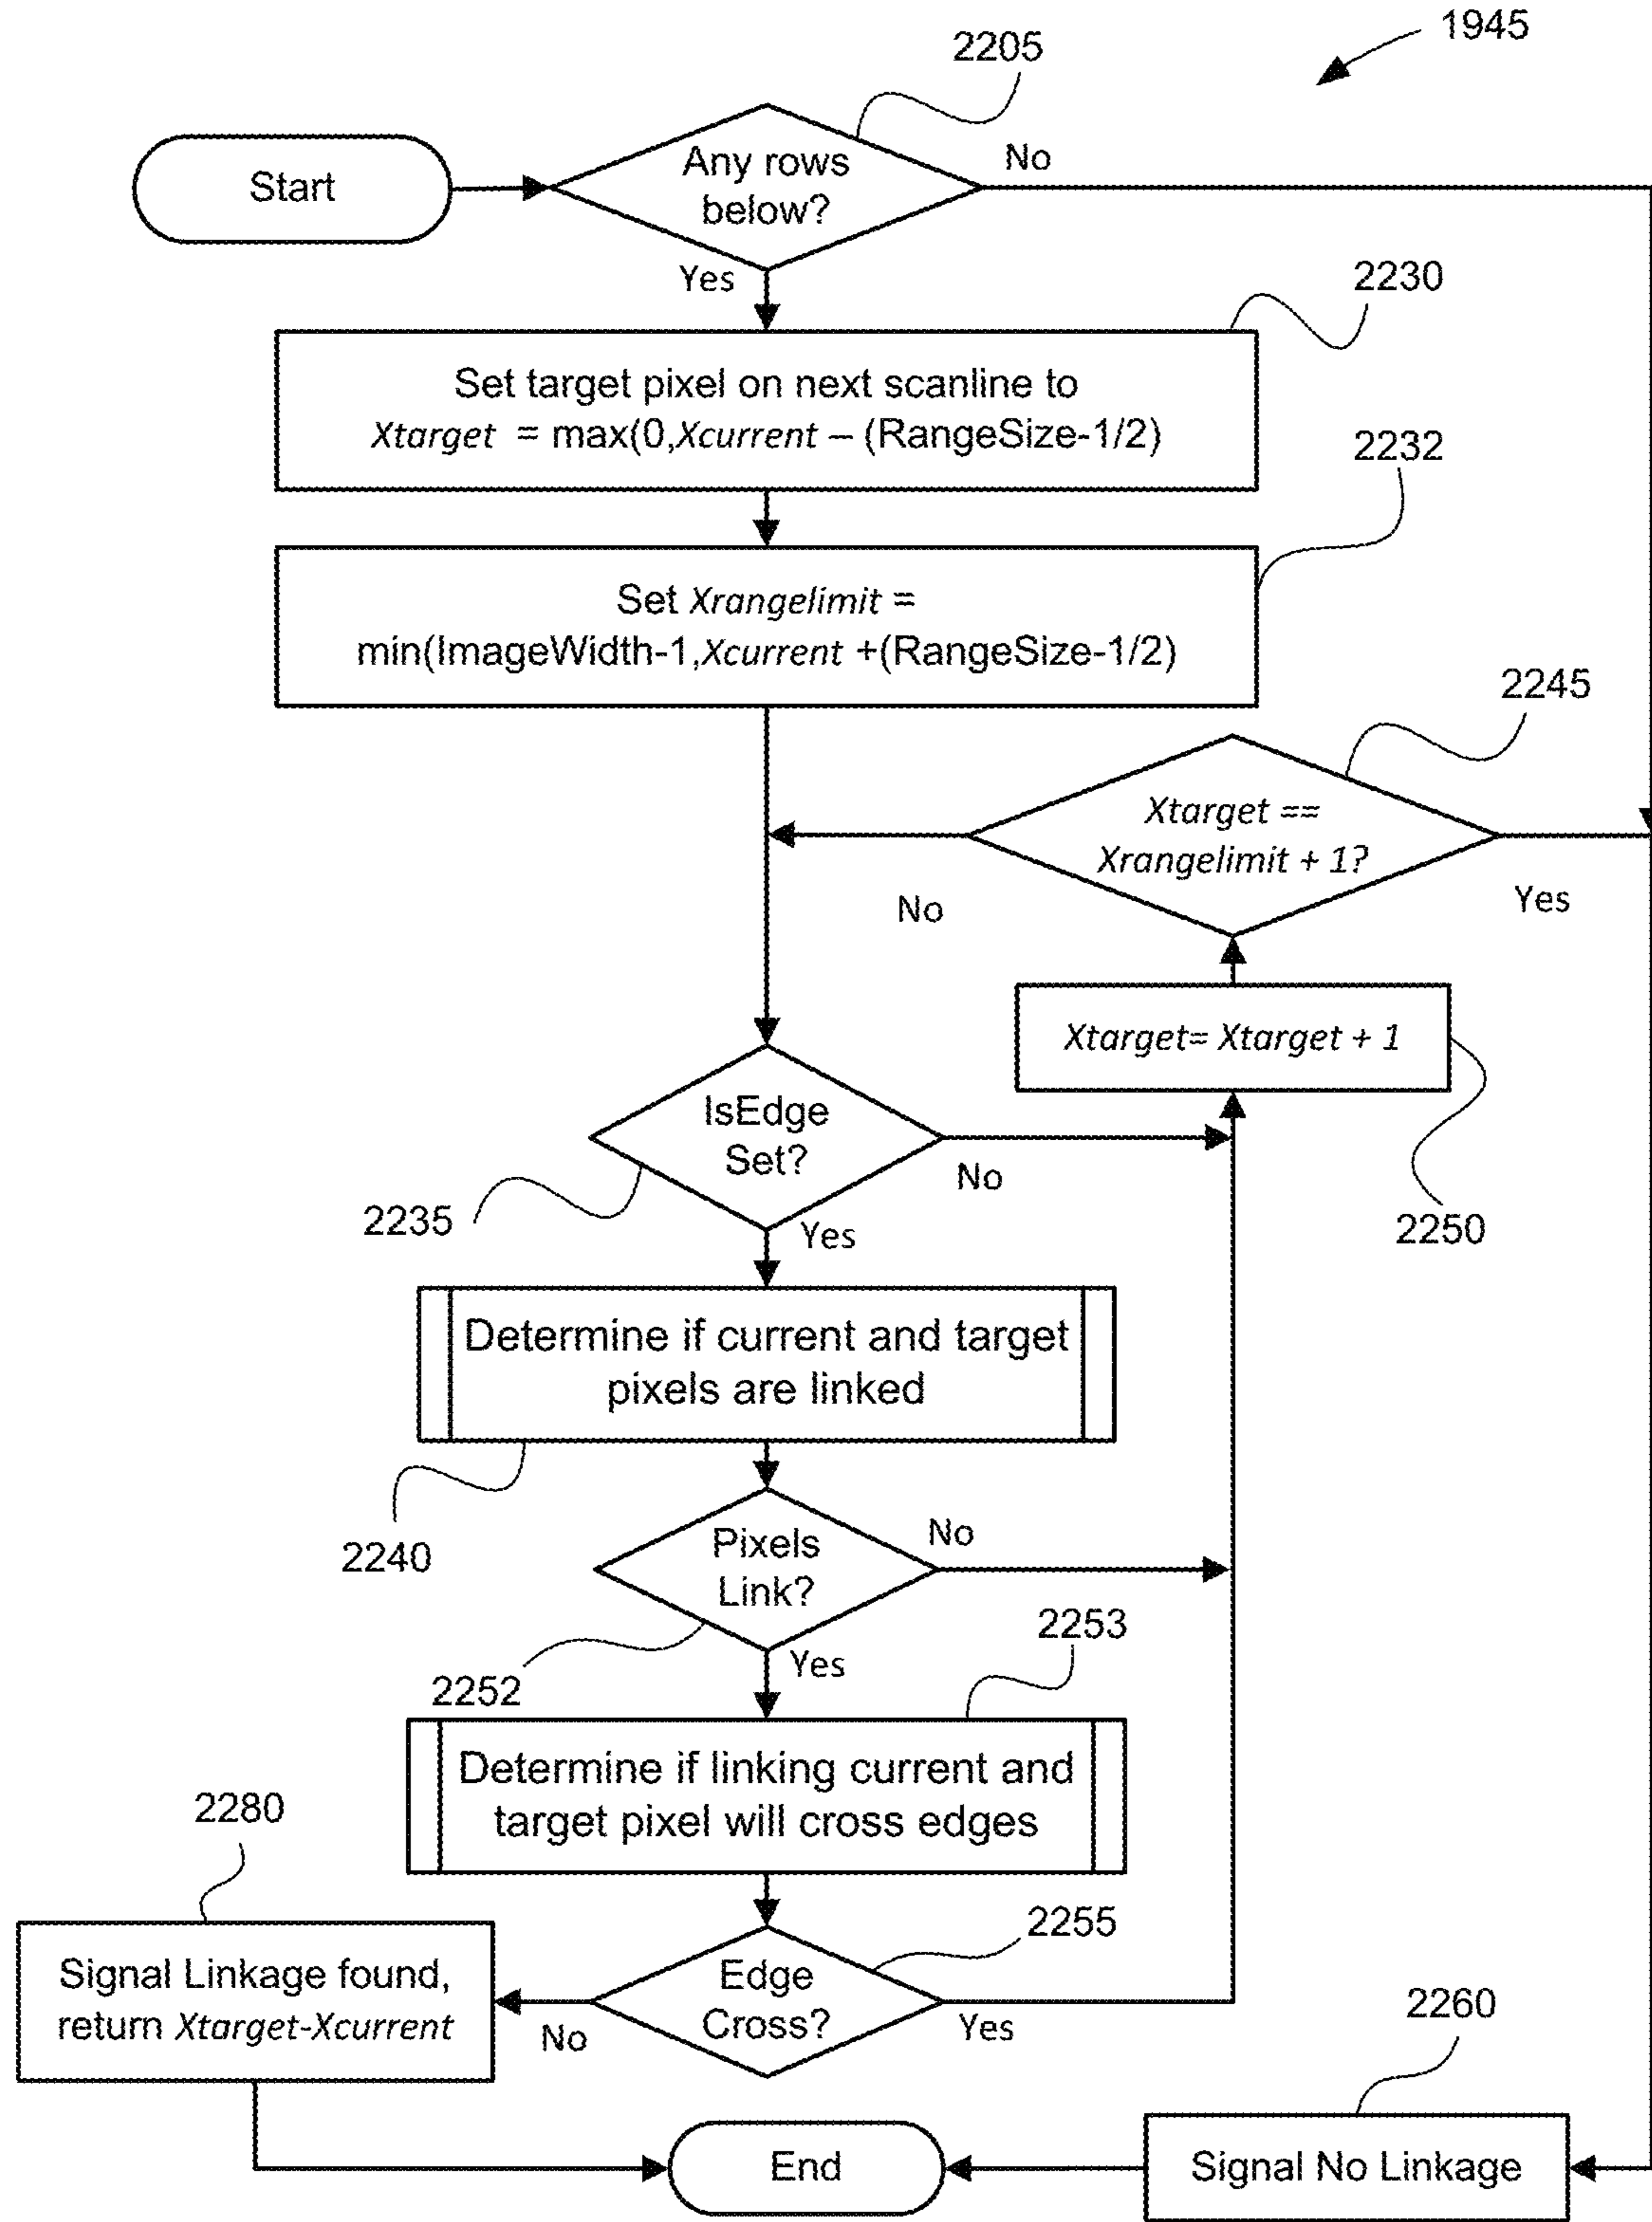 1945
2205
Start
Any rows
below?
No
Yes
2230
Set target pixel on next scanline to
Xtarget = max(0,Xcurrent – (RangeSize-1/2)
2232
Set Xrangelimit =
min(ImageWidth-1,Xcurrent +(RangeSize-1/2)
2245
Xtarget ==
Xrangelimit + 1?
No
Yes
Xtarget= Xtarget + 1
2250
IsEdge
Set?
No
2235
Yes
Determine if current and target
pixels are linked
2240
Pixels
Link?
No
2252
Yes
2253
Determine if linking current and
target pixel will cross edges
2280
2255
Signal Linkage found,
return Xtarget-Xcurrent
Edge
Cross?
No
Yes
2260
End
Signal No Linkage